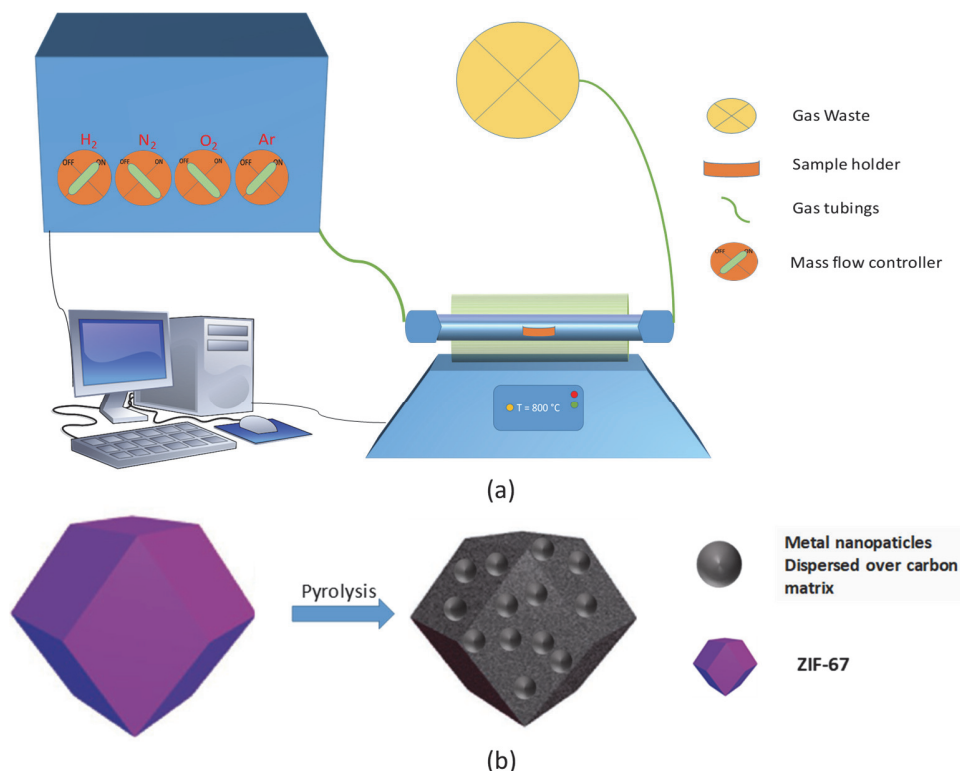 H₂ N₂ O₂ Ar
OFF ON OFF ON OFF ON OFF ON
T = 800 °C
Gas Waste
Sample holder
Gas tubings
OFF ON
Mass flow controller
(a)
Pyrolysis
Metal nanopaticles
Dispersed over carbon
matrix
ZIF-67
(b)